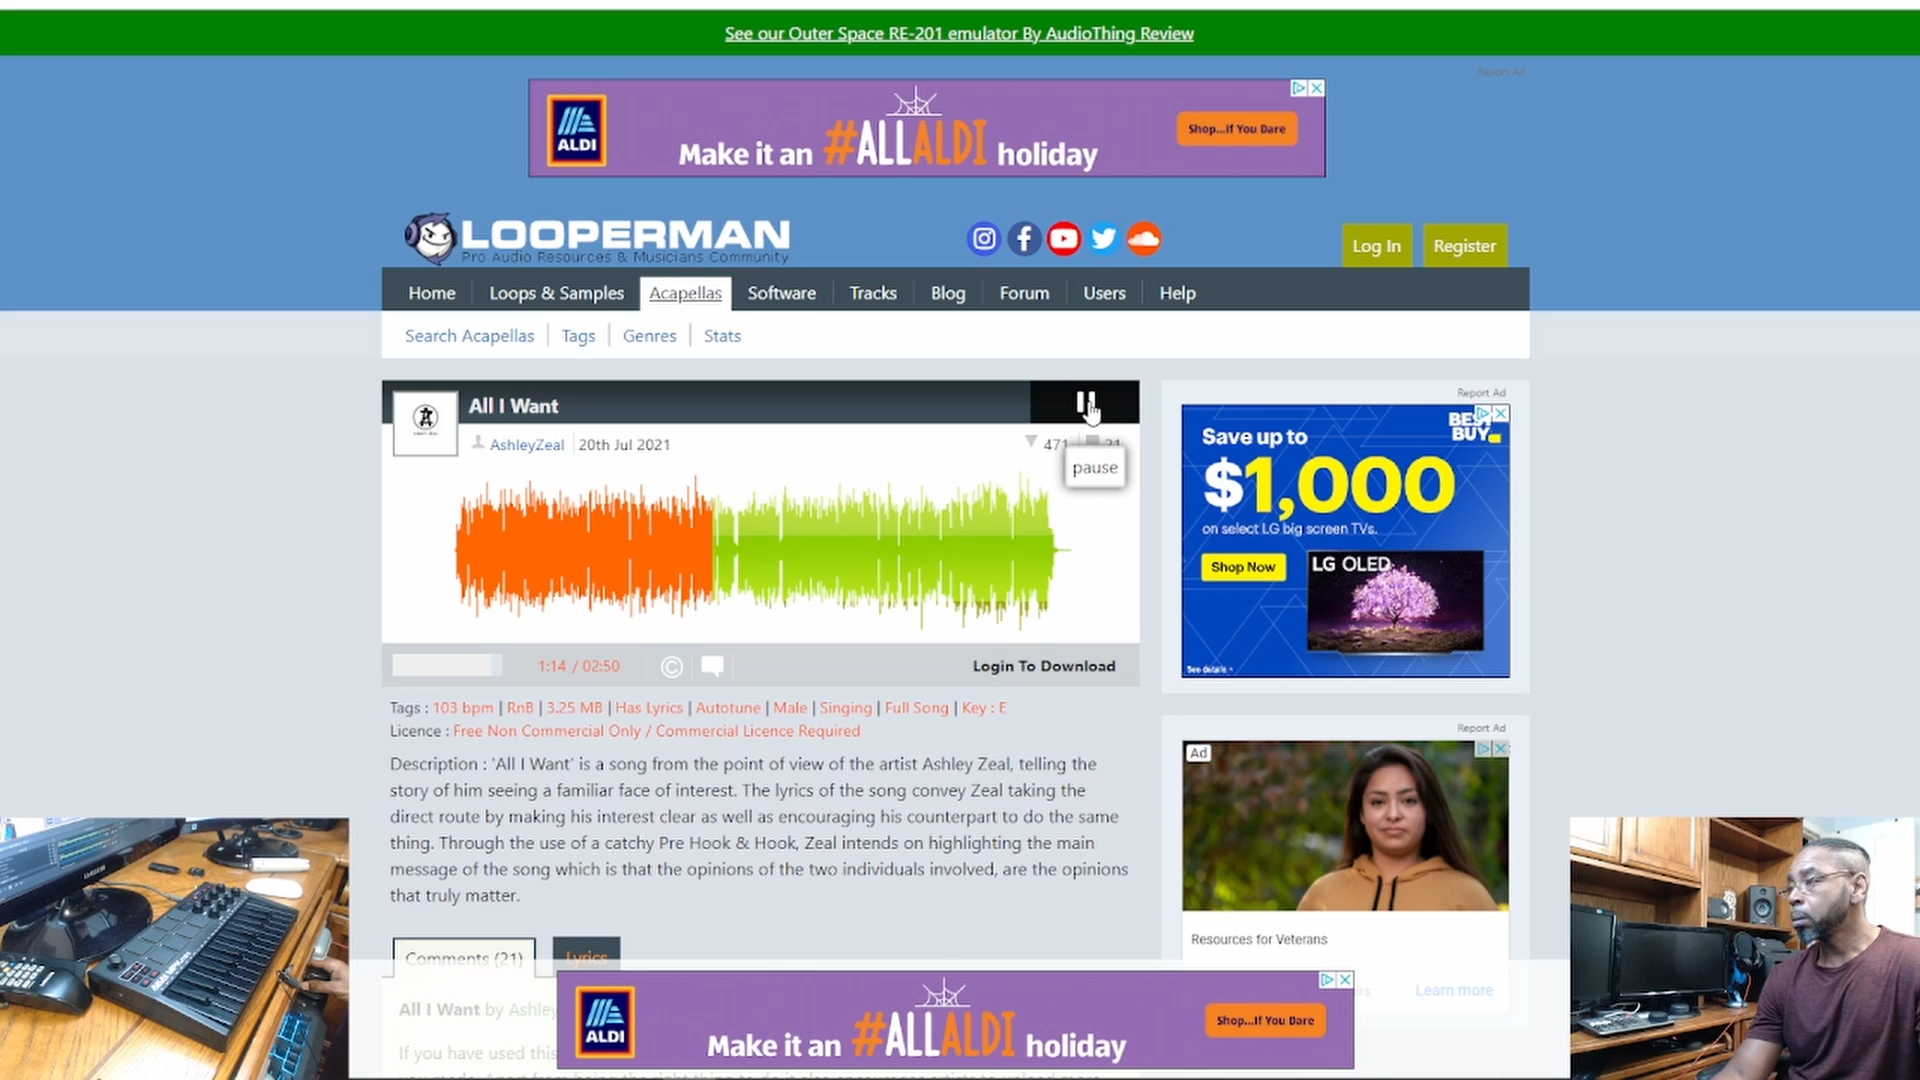 See our Outer Space RE-201 emulator By AudioThing Review
Report Ad
ALDI
Make it an #ALLALDI holiday
Shop...If You Dare
LOOPERMAN
Pro Audio Resources & Musicians Community
Log In
Register
Home
Loops & Samples
Acapellas
Software
Tracks
Blog
Forum
Users
Help
Search Acapellas
Tags
Genres
Stats
All I Want
AshleyZeal
20th Jul 2021
471
21
pause
1:14 / 02:50
Login To Download
Tags : 103 bpm | RnB | 3.25 MB | Has Lyrics | Autotune | Male | Singing | Full Song | Key : E
Licence : Free Non Commercial Only / Commercial Licence Required
Description : 'All I Want' is a song from the point of view of the artist Ashley Zeal, telling the
story of him seeing a familiar face of interest. The lyrics of the song convey Zeal taking the
direct route by making his interest clear as well as encouraging his counterpart to do the same
thing. Through the use of a catchy Pre Hook & Hook, Zeal intends on highlighting the main
message of the song which is that the opinions of the two individuals involved, are the opinions
that truly matter.
Comments (21)
Lyrics
All I Want by Ashley
If you have used this
Report Ad
Save up to
BEST BUY
$1,000
on select LG big screen TVs.
Shop Now
LG OLED
See details
Report Ad
Ad
Resources for Veterans
Learn more
ALDI
Make it an #ALLALDI holiday
Shop...If You Dare
SAMSUNG